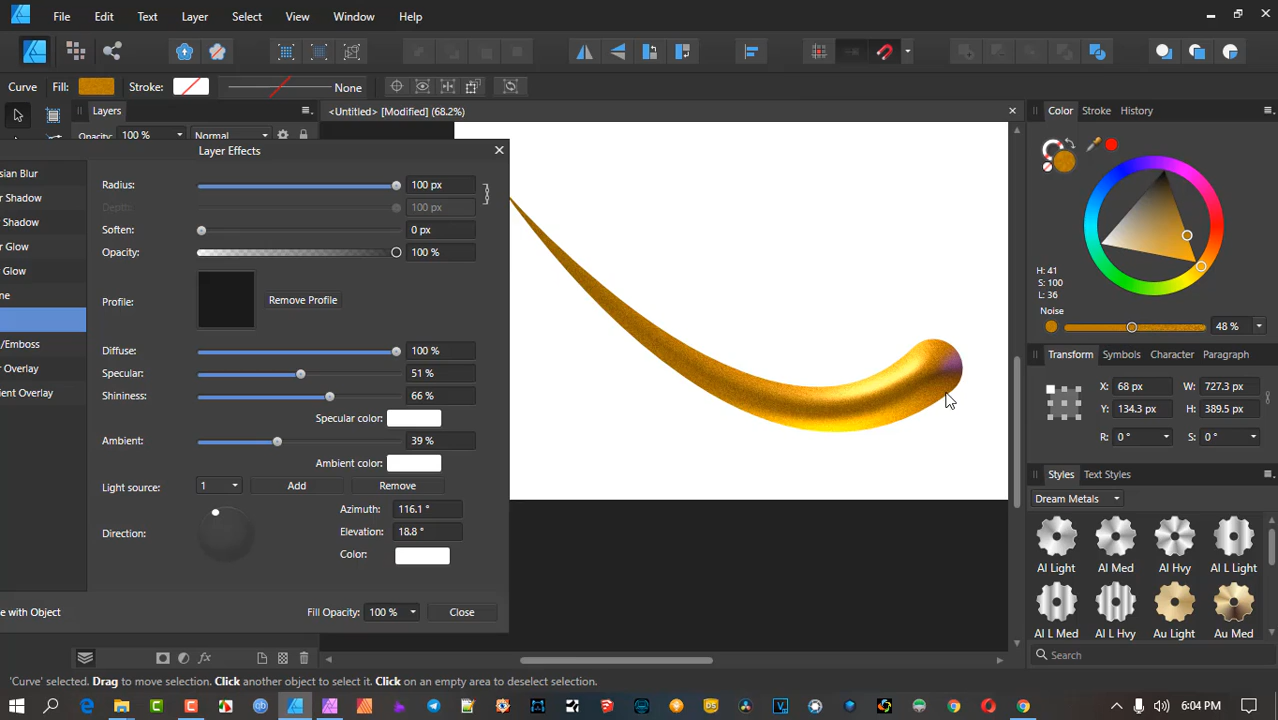 File Edit Text Layer Select View Window Help
Curve Fill: Stroke: None
Layers
<Untitled> [Modified] (68.2%)
Opacity: 100 % Normal
Layer Effects
sian Blur
er Shadow
Shadow
r Glow
Glow
ne
/Emboss
r Overlay
ent Overlay
e with Object
Radius: 100 px
Depth: 100 px
Soften: 0 px
Opacity: 100 %
Profile: Remove Profile
Diffuse: 100 %
Specular: 51 %
Shininess: 66 %
Specular color:
Ambient: 39 %
Ambient color:
Light source: 1 Add Remove
Azimuth: 116.1 °
Direction: Elevation: 18.8 °
Color:
Fill Opacity: 100 % Close
Color Stroke History
H: 41
S: 100
L: 36
Noise
48 %
Transform Symbols Character Paragraph
X: 68 px W: 727.3 px
Y: 134.3 px H: 389.5 px
R: 0 ° S: 0 °
Styles Text Styles
Dream Metals
Al Light Al Med Al Hvy Al L Light
Al L Med Al L Hvy Au Light Au Med
Search
'Curve' selected. Drag to move selection. Click another object to select it. Click on an empty area to deselect selection.
6:04 PM